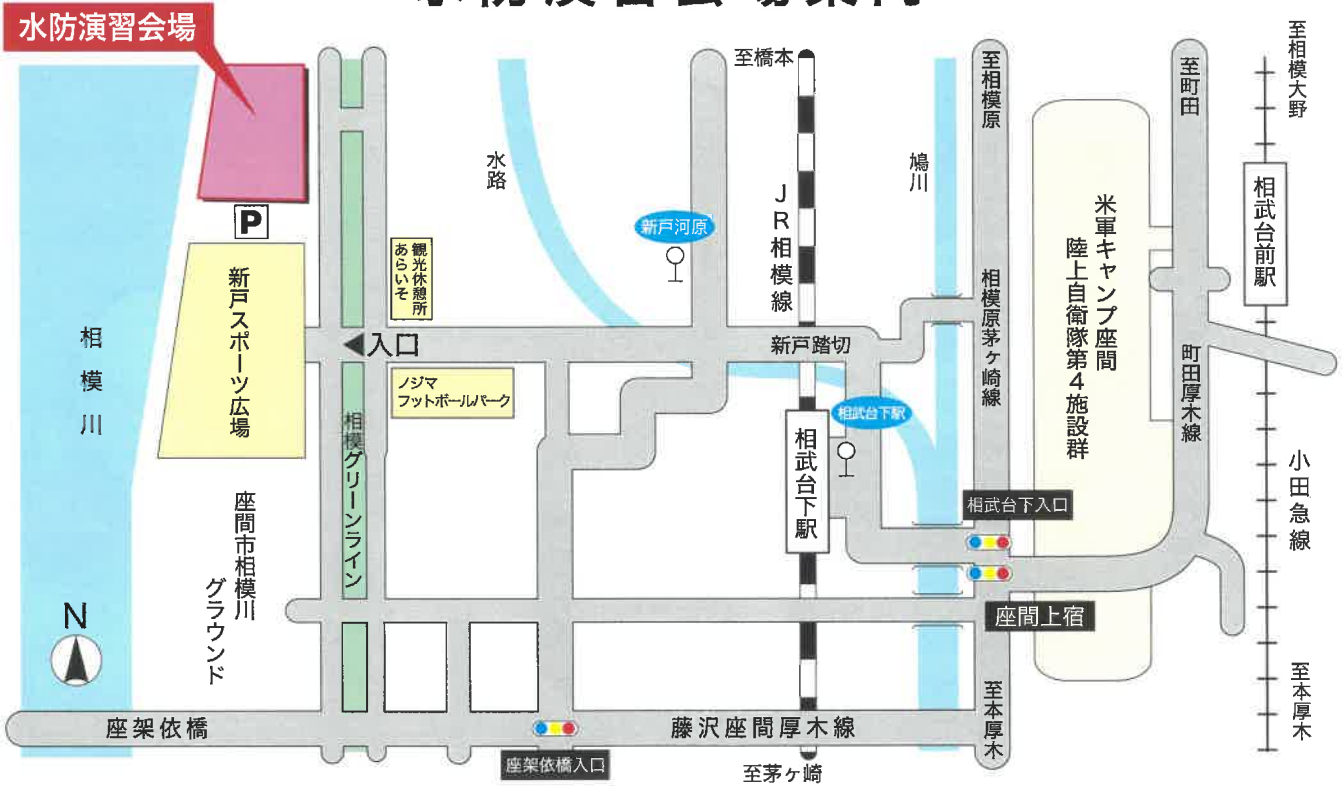 水防演習会場案内
水防演習会場
至橋本
至相模原
至町田
至相模大野
水路
鳩川
JR相模線
新戸河原
P
米軍キャンプ座間
陸上自衛隊第4施設群
相武台前駅
観光休憩所
あらいそ
新戸スポーツ広場
相模川
入口
新戸踏切
相模原茅ヶ崎線
町田厚木線
ノジマ
フットボールパーク
相武台下駅
相武台下駅
相模グリーンライン
小田急線
相武台下入口
座間市相模川
グラウンド
N
座間上宿
至本厚木
至本厚木
座架依橋
藤沢座間厚木線
座架依橋入口
至茅ヶ崎